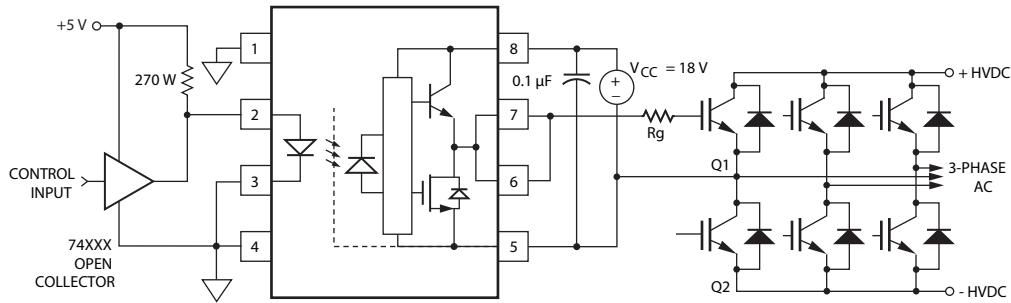 +5 V
270 W
CONTROL
INPUT
74XXX
OPEN
COLLECTOR
1
2
3
4
8
7
6
5
0.1 µF
+
−
VCC = 18 V
Rg
Q1
Q2
+ HVDC
3-PHASE
AC
- HVDC